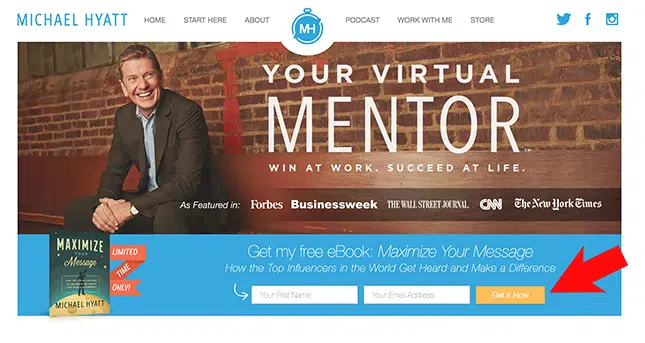 MICHAEL HYATT HOME START HERE ABOUT MH PODCAST WORK WITH ME STORE
YOUR VIRTUAL
MENTOR
WIN AT WORK. SUCCEED AT LIFE.
As Featured in: Forbes Businessweek THE WALL STREET JOURNAL. CNN The New York Times
MAXIMIZE
YOUR
Message
MICHAEL HYATT
LIMITED
TIME
ONLY!
Get my free eBook: Maximize Your Message
How the Top Influencers in the World Get Heard and Make a Difference
Your First Name Your Email Address Get it Now